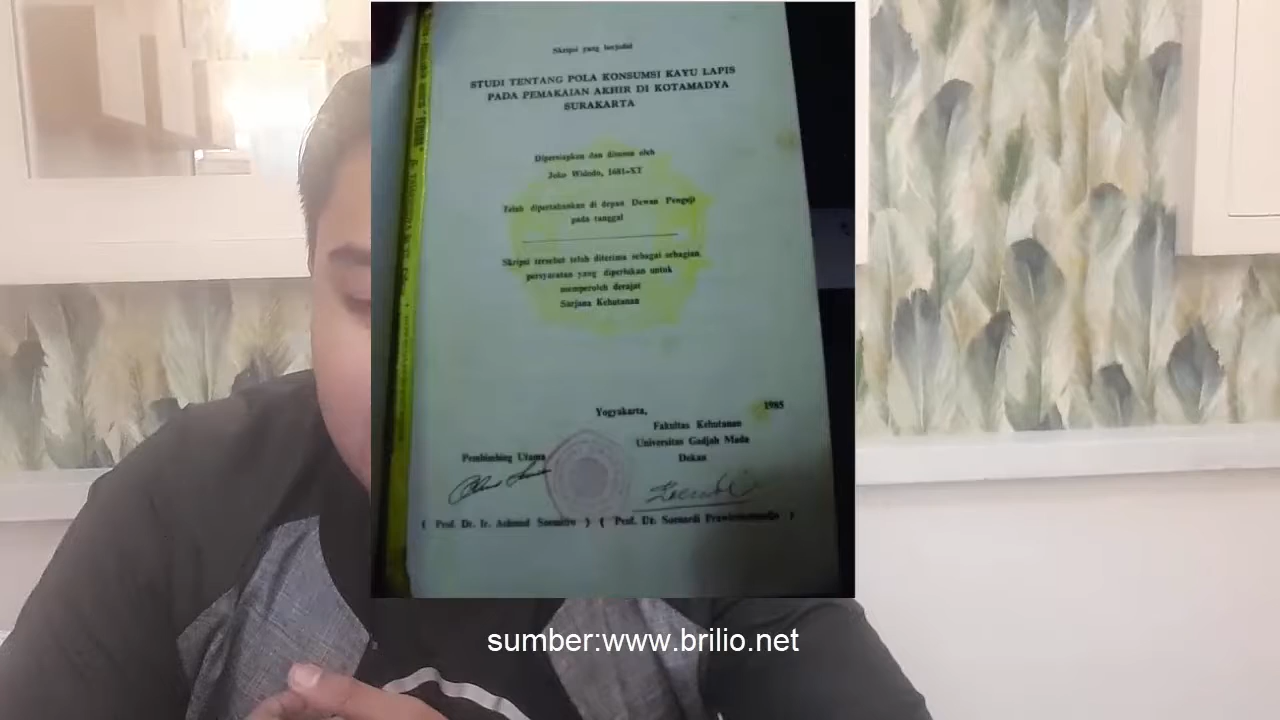 Skripsi yang berjudul
STUDI TENTANG POLA KONSUMSI KAYU LAPIS
PADA PEMAKAIAN AKHIR DI KOTAMADYA
SURAKARTA
Dipersiapkan dan disusun oleh
Joko Widodo, 1681-KT
Telah dipertahankan di depan Dewan Penguji
pada tanggal
Skripsi tersebut telah diterima sebagai sebagian
persyaratan yang diperlukan untuk
memperoleh derajat
Sarjana Kehutanan
Yogyakarta, 1985
Fakultas Kehutanan
Universitas Gadjah Mada
Pembimbing Utama Dekan
( Prof. Dr. Ir. Achmad Soemitro ) ( Prof. Dr. Soenardi Prawirohatmodjo )
sumber:www.brilio.net